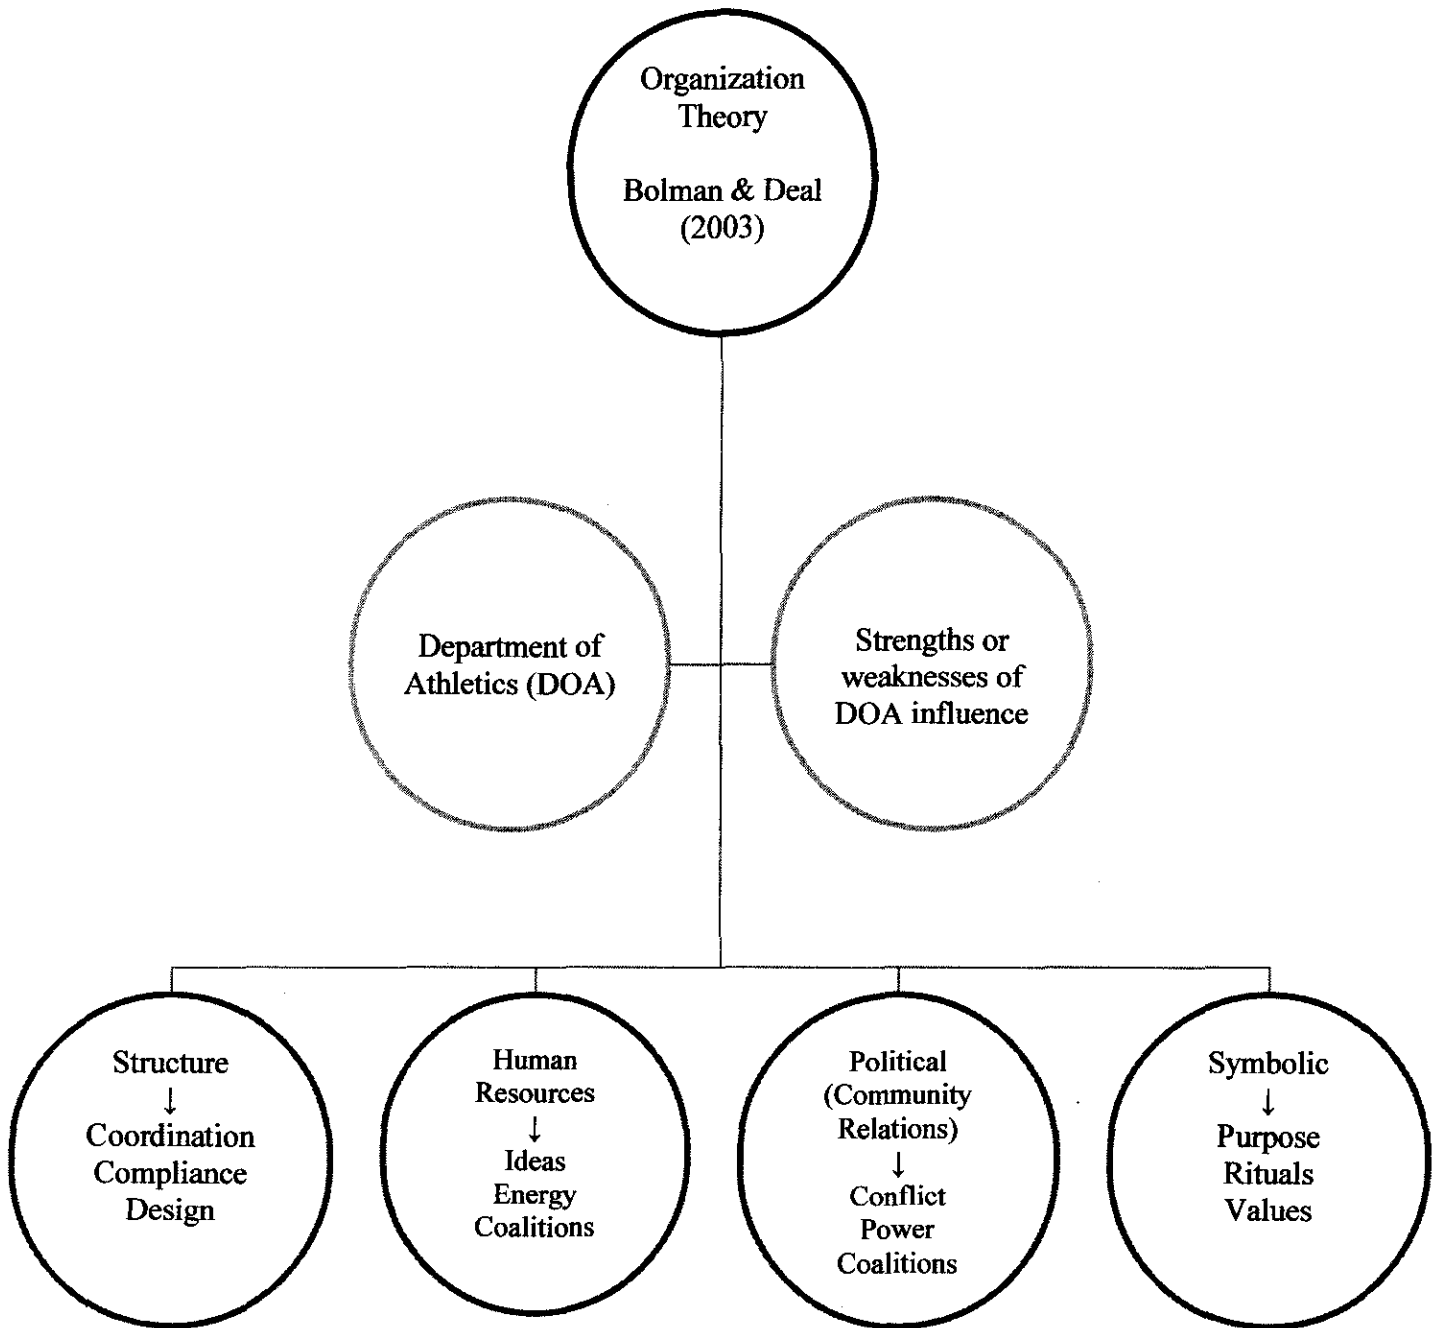 Organization
Theory
Bolman & Deal
(2003)
Department of
Athletics (DOA)
Strengths or
weaknesses of
DOA influence
Structure
↓
Coordination
Compliance
Design
Human
Resources
↓
Ideas
Energy
Coalitions
Political
(Community
Relations)
↓
Conflict
Power
Coalitions
Symbolic
↓
Purpose
Rituals
Values